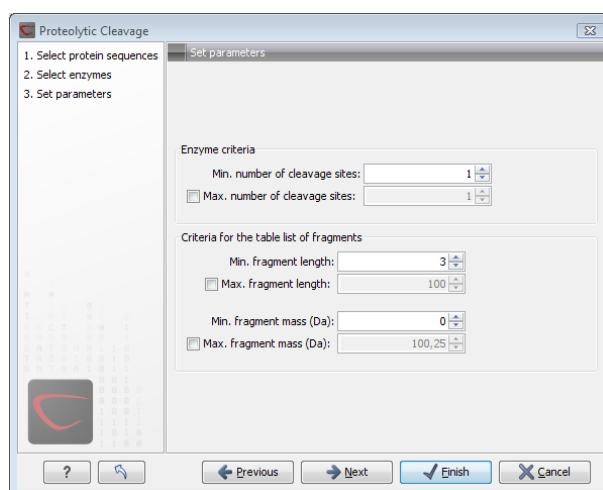 Proteolytic Cleavage
1. Select protein sequences
2. Select enzymes
3. Set parameters
Set parameters
Enzyme criteria
Min. number of cleavage sites: 1
Max. number of cleavage sites: 1
Criteria for the table list of fragments
Min. fragment length: 3
Max. fragment length: 100
Min. fragment mass (Da): 0
Max. fragment mass (Da): 100,25
? Previous Next Finish Cancel